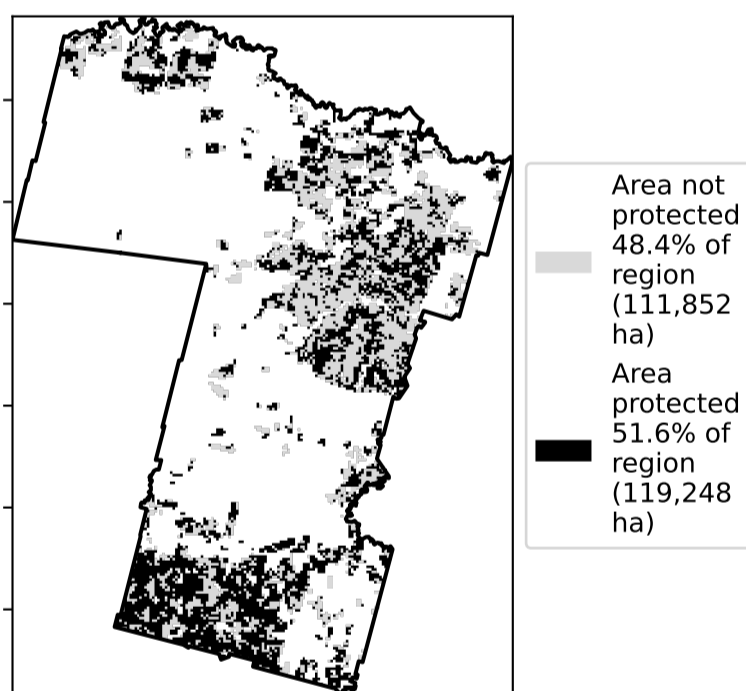 Area not
protected
48.4% of
region
(111,852
ha)
Area
protected
51.6% of
region
(119,248
ha)